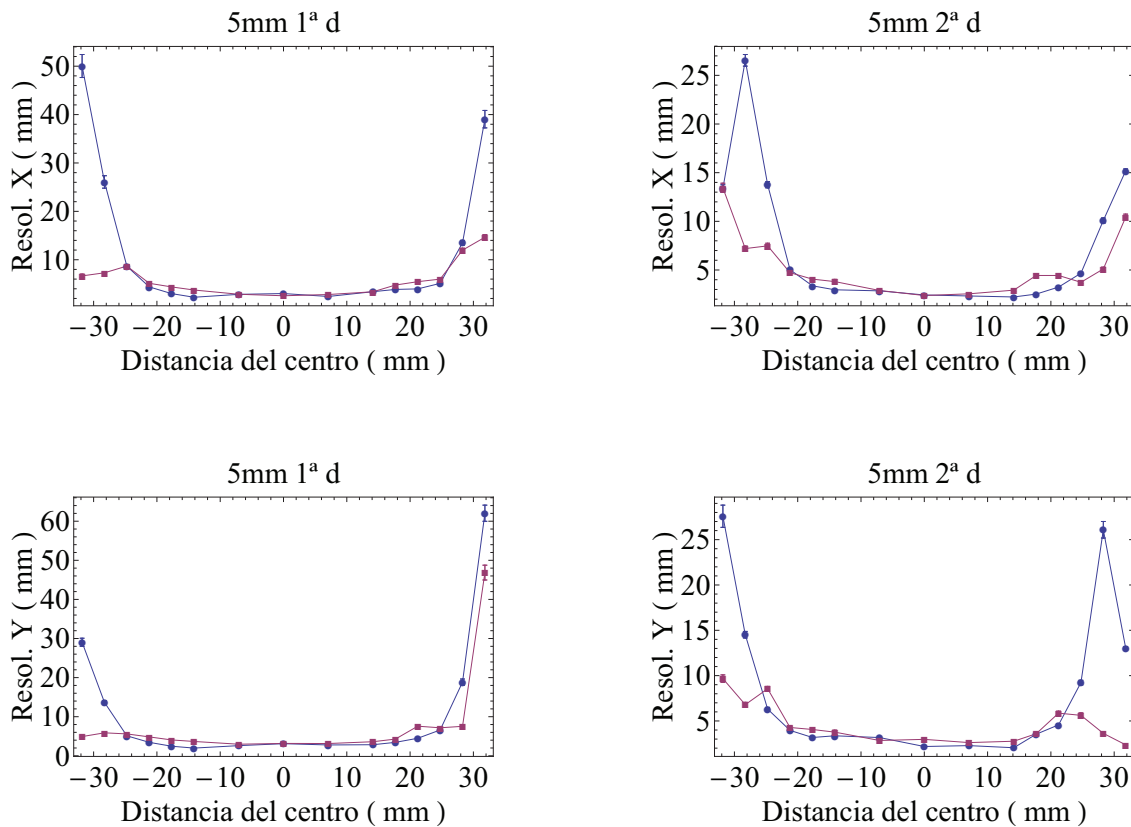 5mm 1ª d
Resol. X ( mm )
50
40
30
20
10
−30 −20 −10 0 10 20 30
Distancia del centro ( mm )
5mm 2ª d
Resol. X ( mm )
25
20
15
10
5
−30 −20 −10 0 10 20 30
Distancia del centro ( mm )
5mm 1ª d
Resol. Y ( mm )
60
50
40
30
20
10
0
−30 −20 −10 0 10 20 30
Distancia del centro ( mm )
5mm 2ª d
Resol. Y ( mm )
25
20
15
10
5
−30 −20 −10 0 10 20 30
Distancia del centro ( mm )